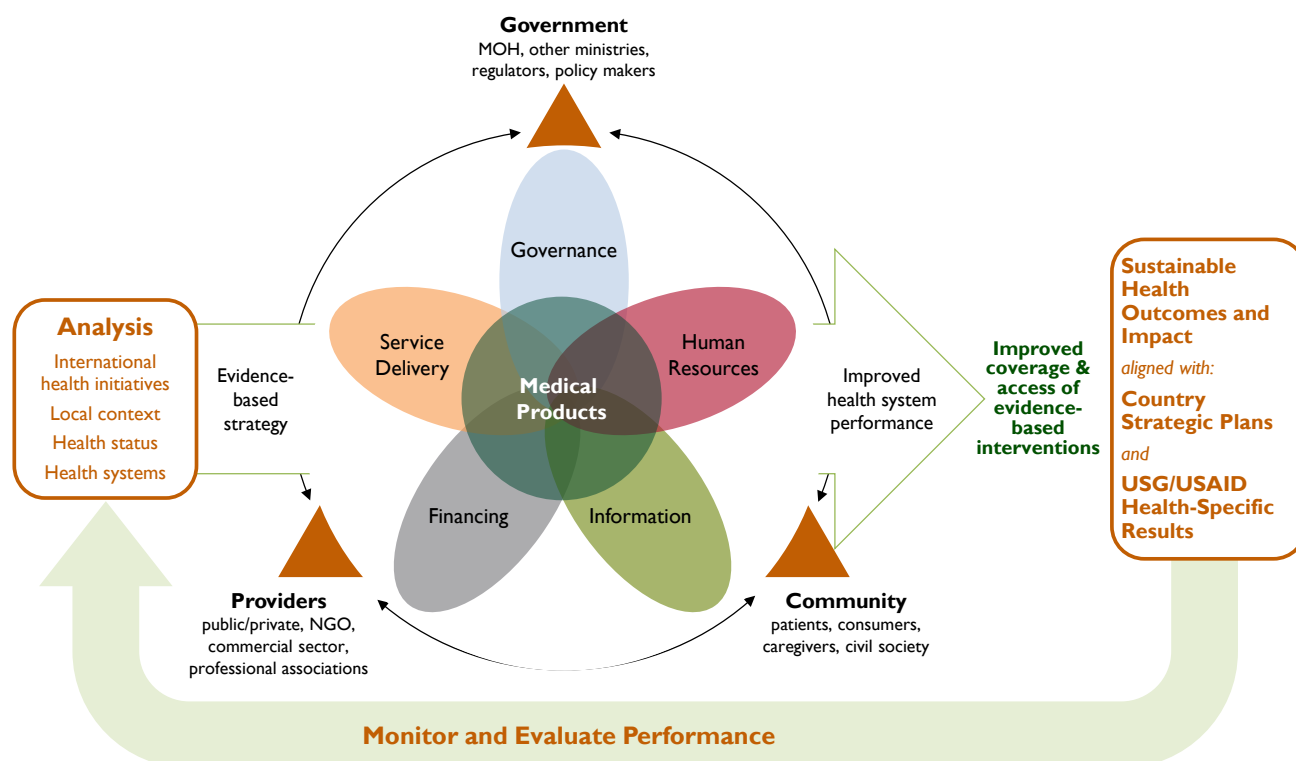 Government
MOH, other ministries,
regulators, policy makers
Governance
Service
Delivery
Human
Resources
Medical
Products
Financing
Information
Analysis
International
health initiatives
Local context
Health status
Health systems
Evidence-
based
strategy
Improved
health system
performance
Improved
coverage &
access of
evidence-
based
interventions
Sustainable
Health
Outcomes and
Impact
aligned with:
Country
Strategic Plans
and
USG/USAID
Health-Specific
Results
Providers
public/private, NGO,
commercial sector,
professional associations
Community
patients, consumers,
caregivers, civil society
Monitor and Evaluate Performance